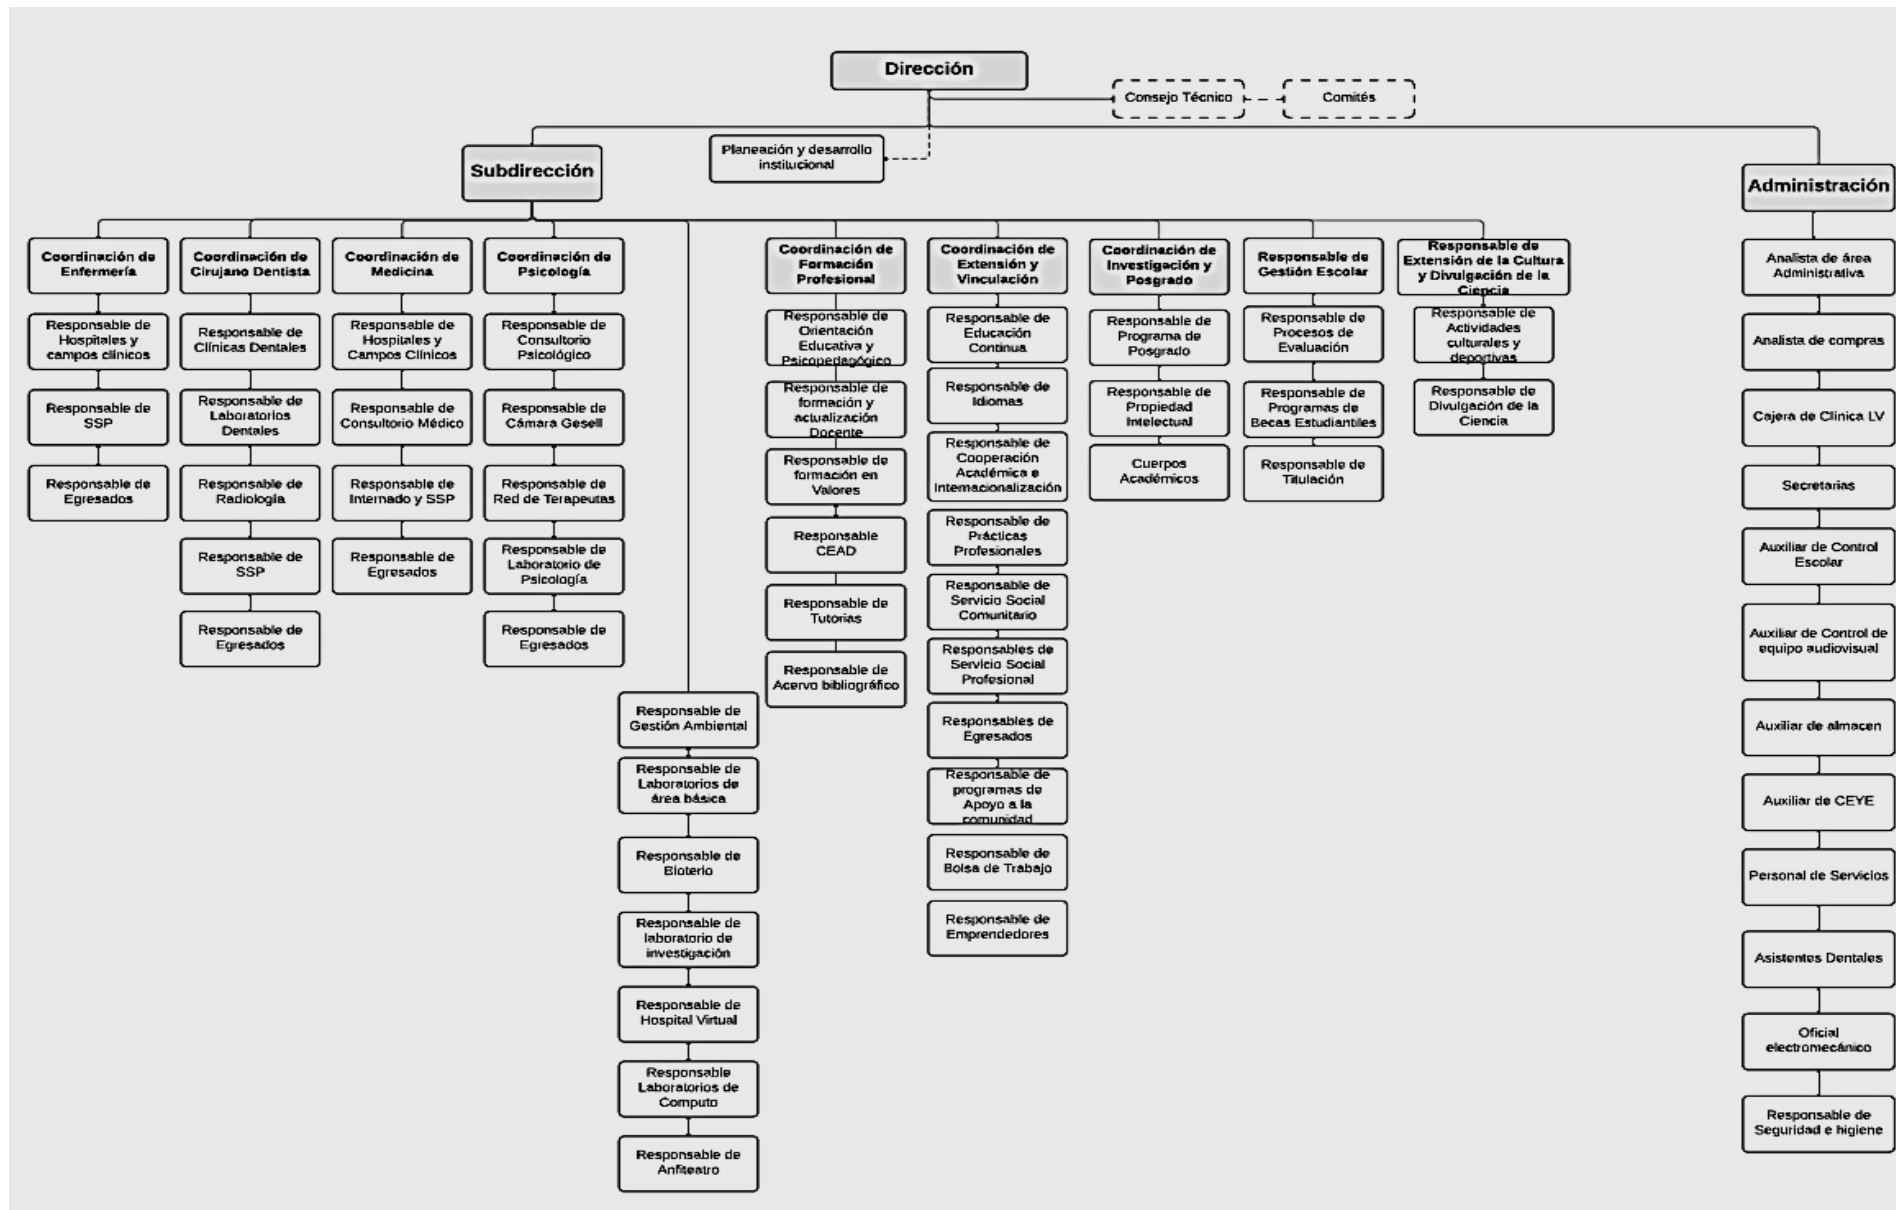 Dirección
Consejo Técnico
Comités
Planeación y desarrollo
institucional
Subdirección
Administración
Coordinación de
Enfermería
Responsable de
Hospitales y
campos clínicos
Responsable de
SSP
Responsable de
Egresados
Coordinación de
Cirujano Dentista
Responsable de
Clínicas Dentales
Responsable de
Laboratorios
Dentales
Responsable de
Radiología
Responsable de
SSP
Responsable de
Egresados
Coordinación de
Medicina
Responsable de
Hospitales y
Campos Clínicos
Responsable de
Consultorio Médico
Responsable de
Internado y SSP
Responsable de
Egresados
Coordinación de
Psicología
Responsable de
Consultorio
Psicológico
Responsable de
Cámara Gesell
Responsable de
Red de Terapeutas
Responsable de
Laboratorio de
Psicología
Responsable de
Egresados
Responsable de
Gestión Ambiental
Responsable de
Laboratorios de
área básica
Responsable de
Bioterio
Responsable de
laboratorio de
investigación
Responsable de
Hospital Virtual
Responsable
Laboratorios de
Computo
Responsable de
Anfiteatro
Coordinación de
Formación
Profesional
Responsable de
Orientación
Educativa y
Psicopedagógico
Responsable de
formación y
actualización
Docente
Responsable de
formación en
Valores
Responsable
CEAD
Responsable de
Tutorias
Responsable de
Acervo bibliográfico
Coordinación de
Extensión y
Vinculación
Responsable de
Educación
Continua
Responsable de
Idiomas
Responsable de
Cooperación
Académica e
Internacionalización
Responsable de
Prácticas
Profesionales
Responsable de
Servicio Social
Comunitario
Responsables de
Servicio Social
Profesional
Responsables de
Egresados
Responsable de
programas de
Apoyo a la
comunidad
Responsable de
Bolsa de Trabajo
Responsable de
Emprendedores
Coordinación de
Investigación y
Posgrado
Responsable de
Programa de
Posgrado
Responsable de
Propiedad
Intelectual
Cuerpos
Académicos
Responsable de
Gestión Escolar
Responsable de
Procesos de
Evaluación
Responsable de
Programas de
Becas Estudiantiles
Responsable de
Titulación
Responsable de
Extensión de la Cultura
y Divulgación de la
Ciencia
Responsable de
Actividades
culturales y
deportivas
Responsable de
Divulgación de la
Ciencia
Analista de área
Administrativa
Analista de compras
Cajera de Clínica LV
Secretarias
Auxiliar de Control
Escolar
Auxiliar de Control de
equipo audiovisual
Auxiliar de almacen
Auxiliar de CEYE
Personal de Servicios
Asistentes Dentales
Oficial
electromecánico
Responsable de
Seguridad e higiene